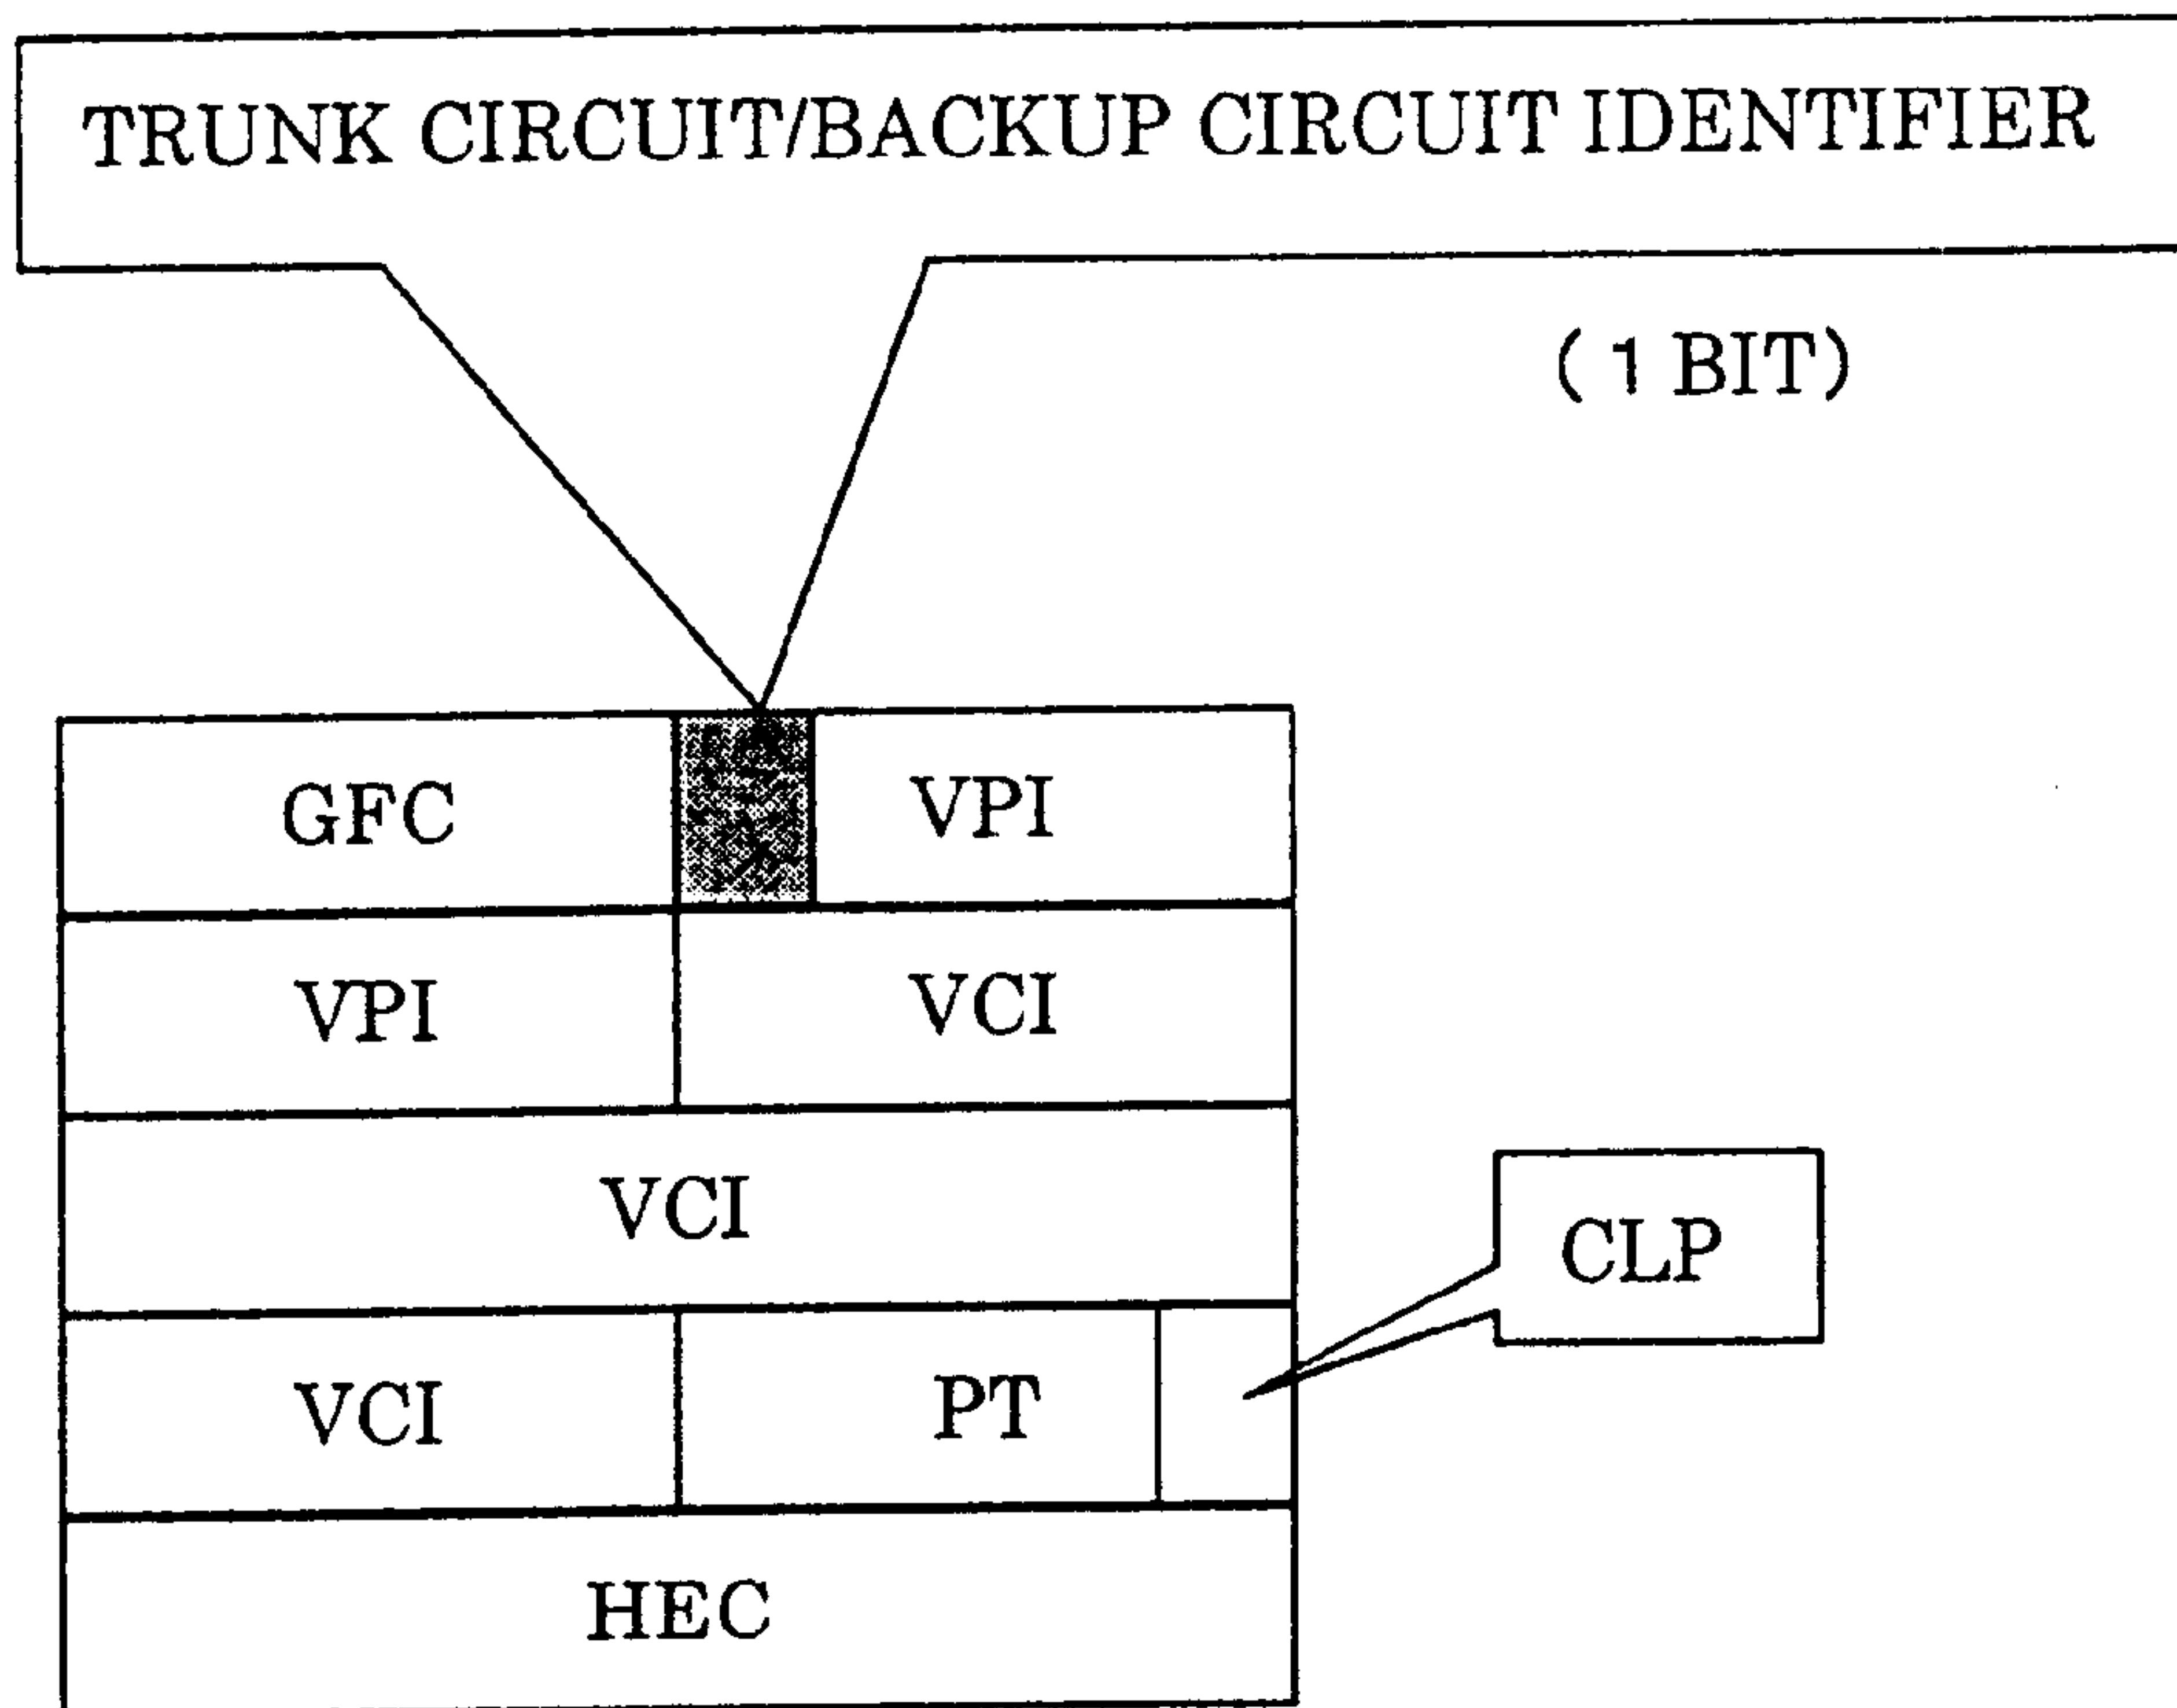 TRUNK CIRCUIT/BACKUP CIRCUIT IDENTIFIER
(1 BIT)
GFC
VPI
VPI
VCI
VCI
CLP
VCI
PT
HEC